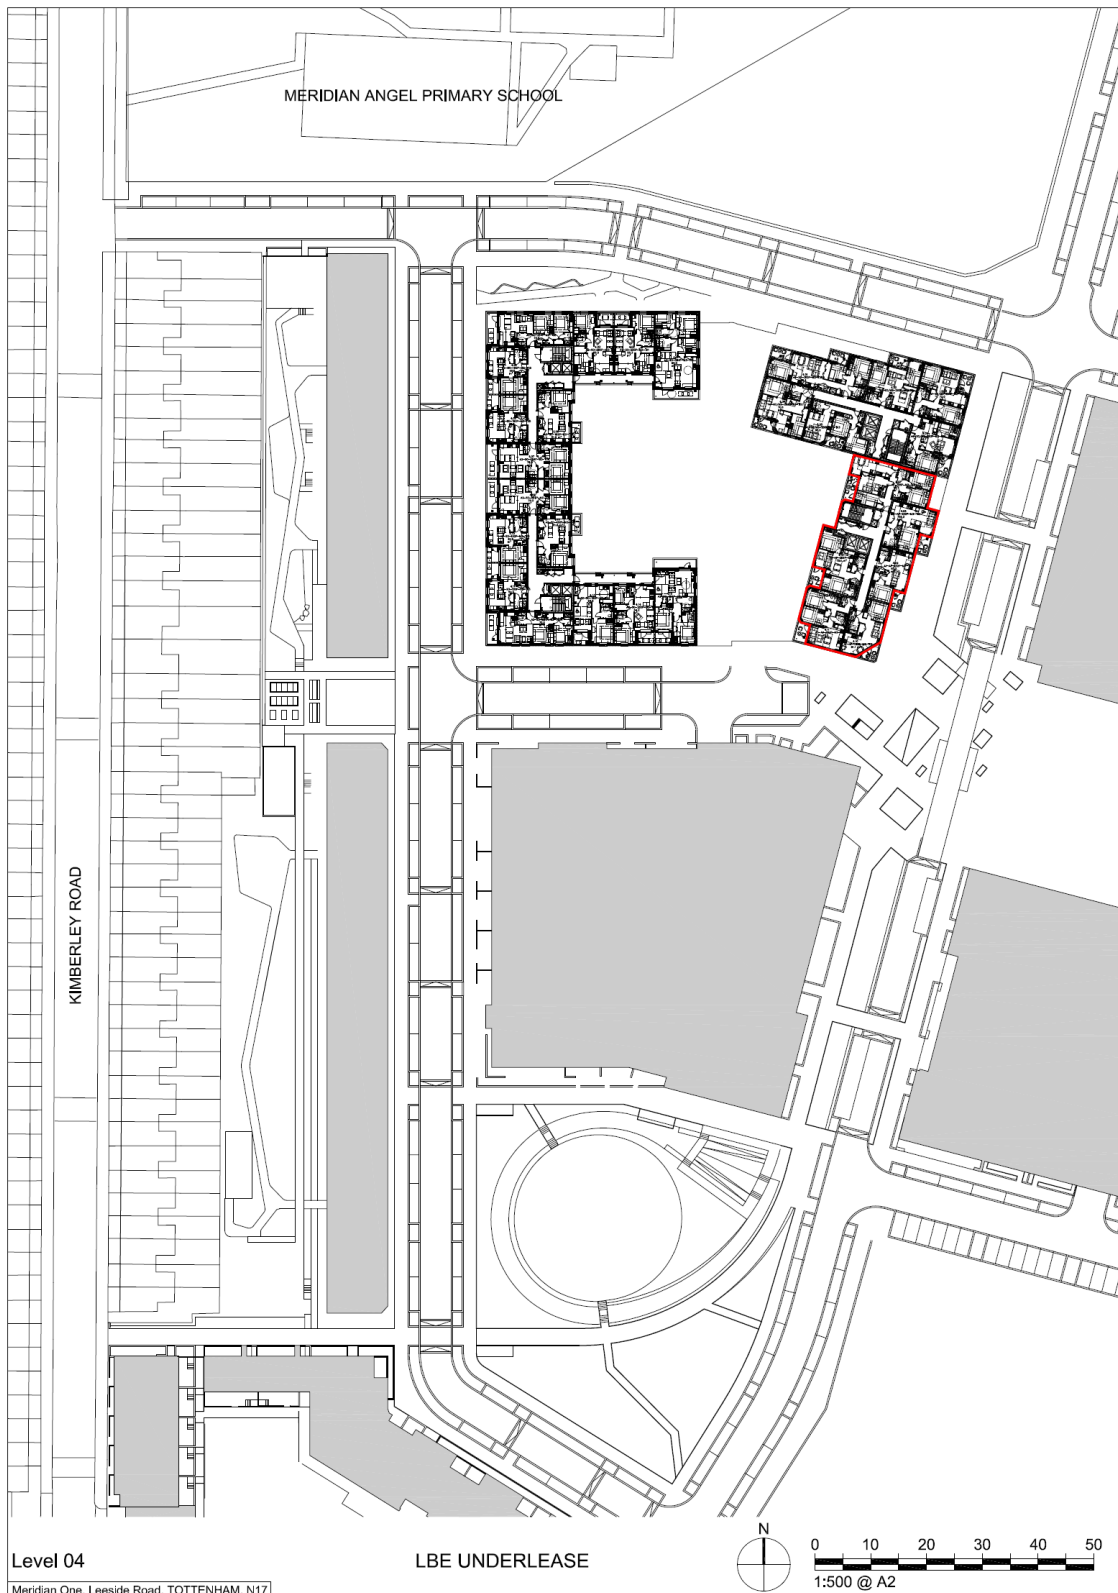 MERIDIAN ANGEL PRIMARY SCHOOL
KIMBERLEY ROAD
Level 04
LBE UNDERLEASE
N
0 10 20 30 40 50
1:500 @ A2
Meridian One, Leeside Road, TOTTENHAM, N17